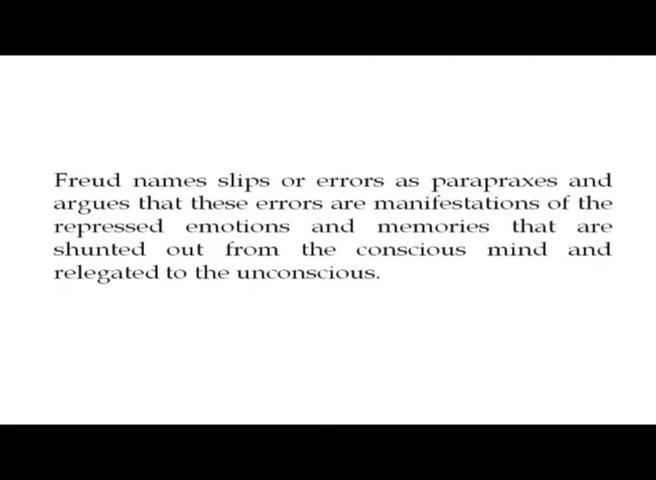 Freud names slips or errors as parapraxes and
argues that these errors are manifestations of the
repressed emotions and memories that are
shunted out from the conscious mind and
relegated to the unconscious.